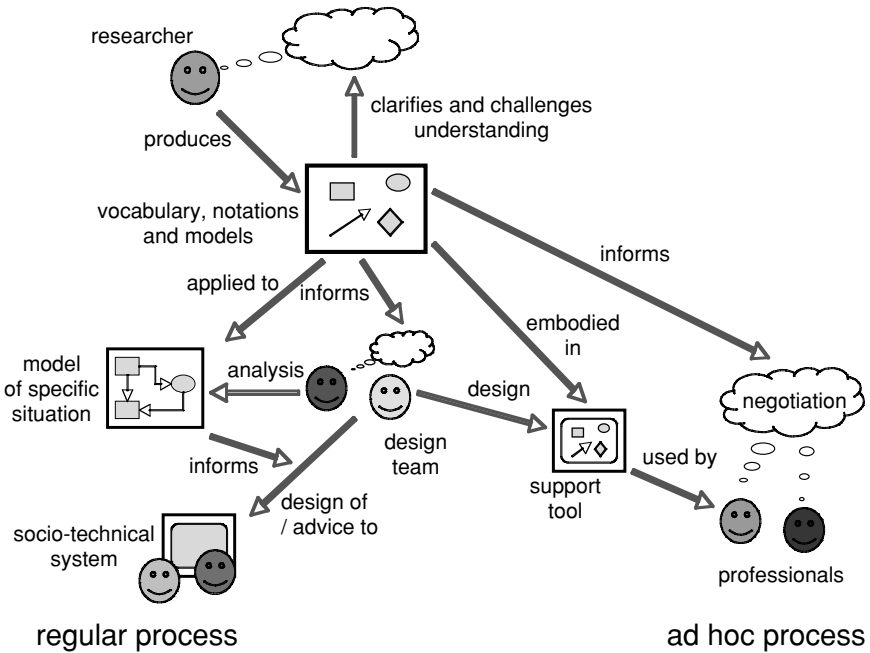 researcher
clarifies and challenges
understanding
produces
vocabulary, notations
and models
informs
applied to
informs
embodied
in
model
of specific
situation
analysis
design
negotiation
design
team
informs
used by
support
tool
design of
/ advice to
socio-technical
system
professionals
regular process
ad hoc process